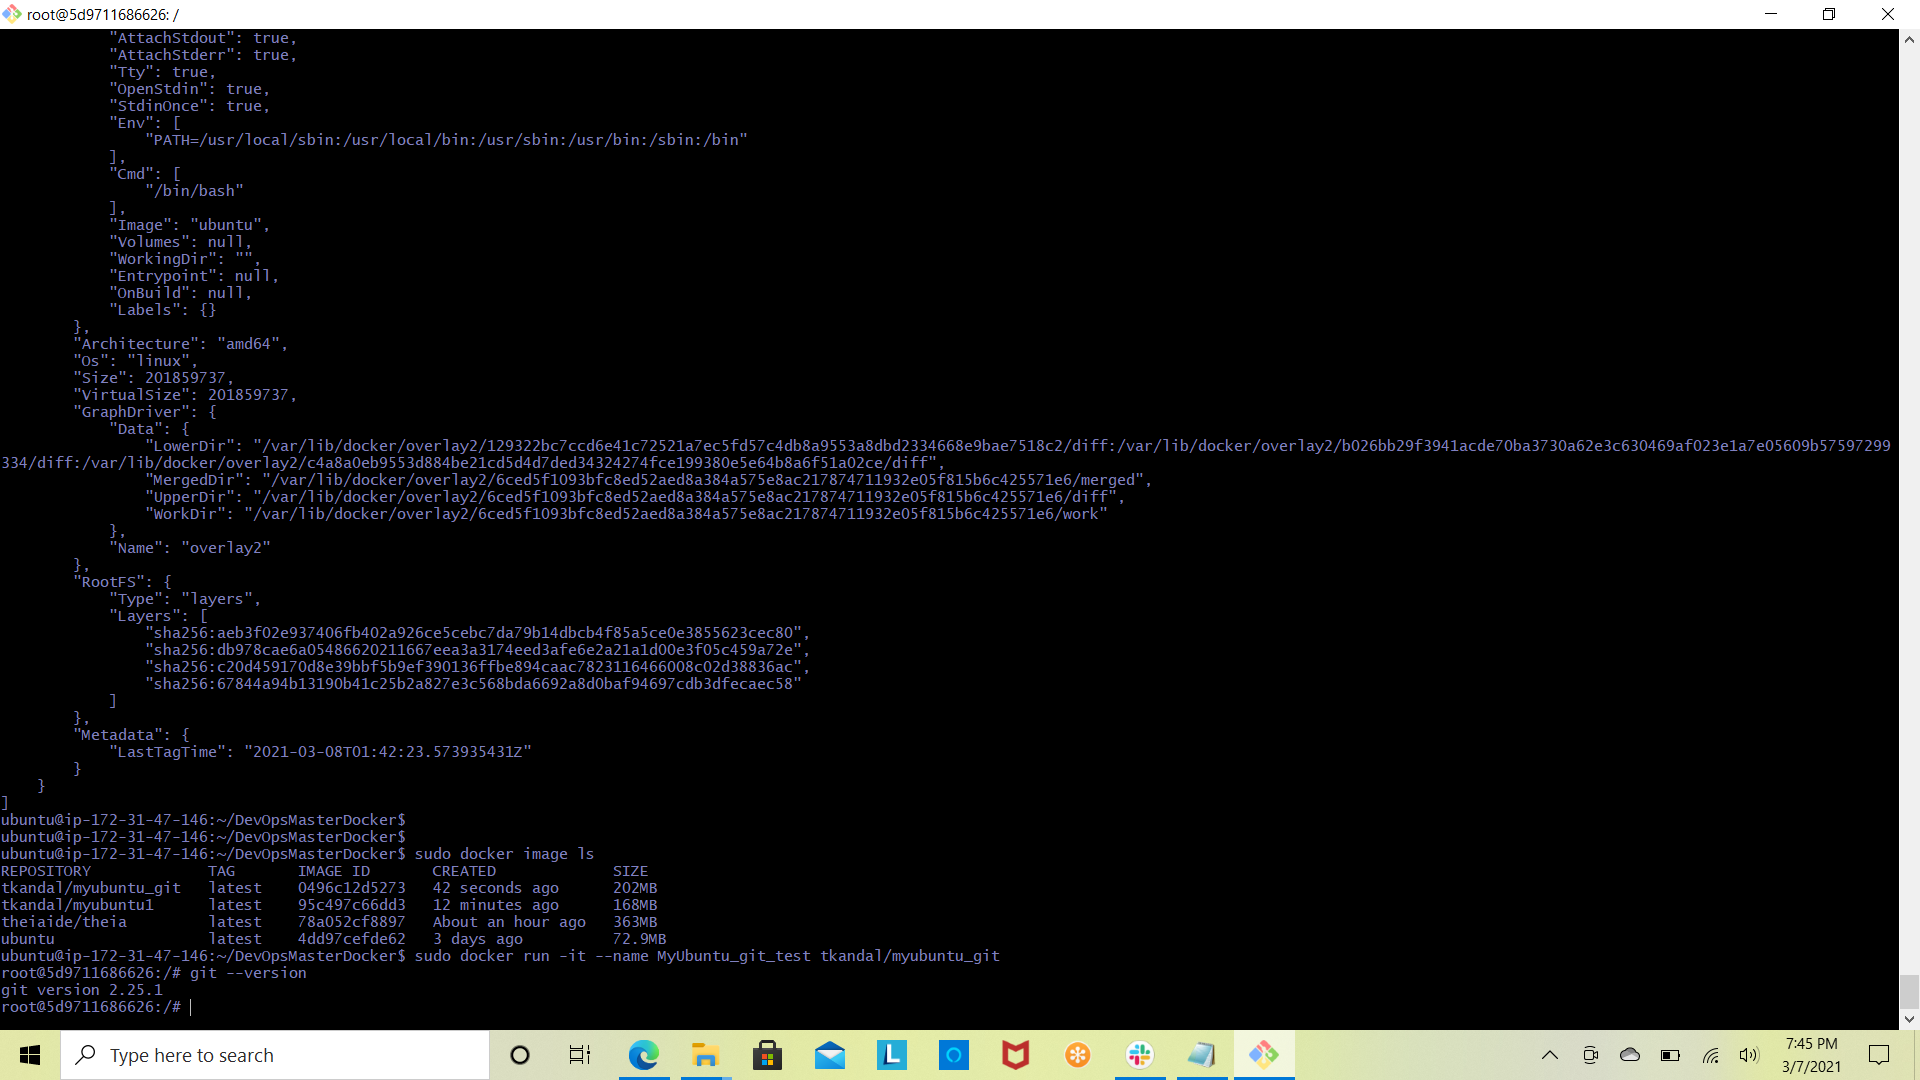 root@5d9711686626: /
            "AttachStdout": true,
            "AttachStderr": true,
            "Tty": true,
            "OpenStdin": true,
            "StdinOnce": true,
            "Env": [
                "PATH=/usr/local/sbin:/usr/local/bin:/usr/sbin:/usr/bin:/sbin:/bin"
            ],
            "Cmd": [
                "/bin/bash"
            ],
            "Image": "ubuntu",
            "Volumes": null,
            "WorkingDir": "",
            "Entrypoint": null,
            "OnBuild": null,
            "Labels": {}
        },
        "Architecture": "amd64",
        "Os": "linux",
        "Size": 201859737,
        "VirtualSize": 201859737,
        "GraphDriver": {
            "Data": {
                "LowerDir": "/var/lib/docker/overlay2/129322bc7ccd6e41c72521a7ec5fd57c4db8a9553a8dbd2334668e9bae7518c2/diff:/var/lib/docker/overlay2/b026bb29f3941acde70ba3730a62e3c630469af023e1a7e05609b57597299
334/diff:/var/lib/docker/overlay2/c4a8a0eb9553d884be21cd5d4d7ded34324274fce199380e5e64b8a6f51a02ce/diff",
                "MergedDir": "/var/lib/docker/overlay2/6ced5f1093bfc8ed52aed8a384a575e8ac217874711932e05f815b6c425571e6/merged",
                "UpperDir": "/var/lib/docker/overlay2/6ced5f1093bfc8ed52aed8a384a575e8ac217874711932e05f815b6c425571e6/diff",
                "WorkDir": "/var/lib/docker/overlay2/6ced5f1093bfc8ed52aed8a384a575e8ac217874711932e05f815b6c425571e6/work"
            },
            "Name": "overlay2"
        },
        "RootFS": {
            "Type": "layers",
            "Layers": [
                "sha256:aeb3f02e937406fb402a926ce5cebc7da79b14dbcb4f85a5ce0e3855623cec80",
                "sha256:db978cae6a05486620211667eea3a3174eed3afe6e2a21a1d00e3f05c459a72e",
                "sha256:c20d459170d8e39bbf5b9ef390136ffbe894caac7823116466008c02d38836ac",
                "sha256:67844a94b13190b41c25b2a827e3c568bda6692a8d0baf94697cdb3dfecaec58"
            ]
        },
        "Metadata": {
            "LastTagTime": "2021-03-08T01:42:23.573935431Z"
        }
    }
]
ubuntu@ip-172-31-47-146:~/DevOpsMasterDocker$
ubuntu@ip-172-31-47-146:~/DevOpsMasterDocker$
ubuntu@ip-172-31-47-146:~/DevOpsMasterDocker$ sudo docker image ls
REPOSITORY             TAG       IMAGE ID       CREATED             SIZE
tkandal/myubuntu_git   latest    0496c12d5273   42 seconds ago      202MB
tkandal/myubuntu1      latest    95c497c66dd3   12 minutes ago      168MB
theiaide/theia         latest    78a052cf8897   About an hour ago   363MB
ubuntu                 latest    4dd97cefde62   3 days ago          72.9MB
ubuntu@ip-172-31-47-146:~/DevOpsMasterDocker$ sudo docker run -it --name MyUbuntu_git_test tkandal/myubuntu_git
root@5d9711686626:/# git --version
git version 2.25.1
root@5d9711686626:/#
Type here to search
L
7:45 PM
3/7/2021